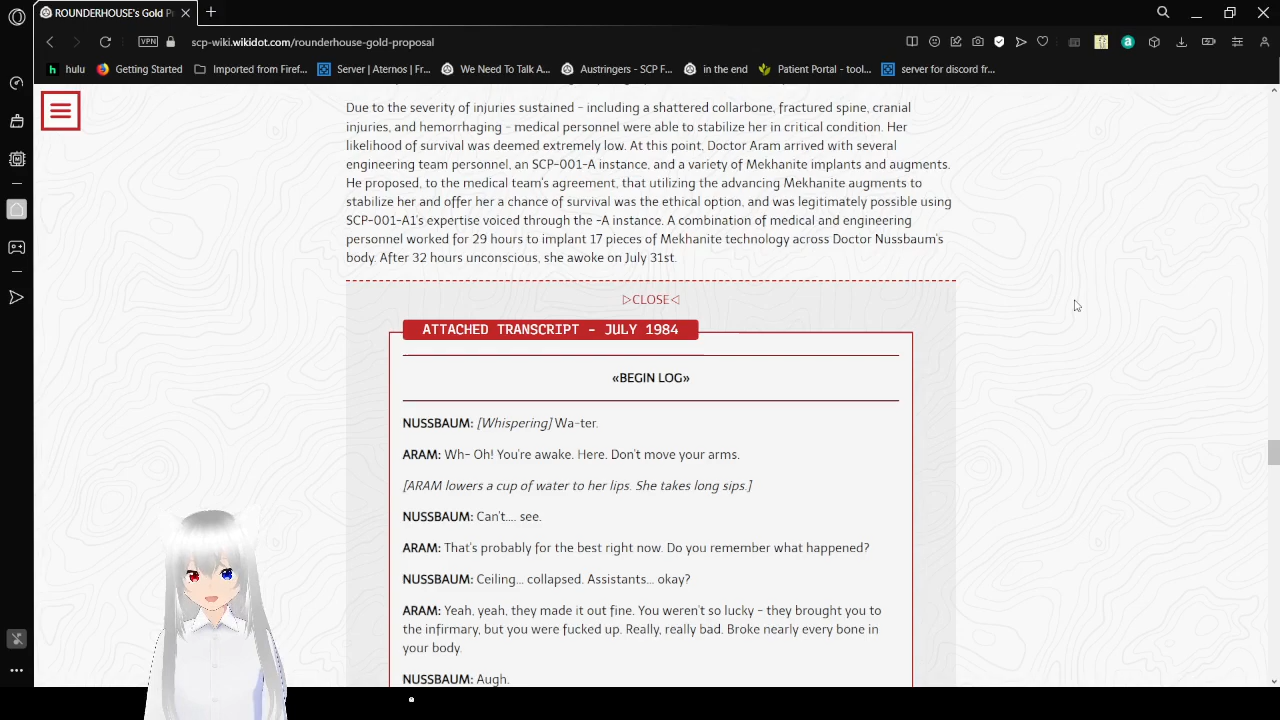 ROUNDERHOUSE's Gold P
VPN
scp-wiki.wikidot.com/rounderhouse-gold-proposal
hulu
Getting Started
Imported from Firef...
Server | Aternos | Fr...
We Need To Talk A...
Austringers - SCP F...
in the end
Patient Portal - tool...
server for discord fr...
Due to the severity of injuries sustained – including a shattered collarbone, fractured spine, cranial
injuries, and hemorrhaging – medical personnel were able to stabilize her in critical condition. Her
likelihood of survival was deemed extremely low. At this point, Doctor Aram arrived with several
engineering team personnel, an SCP-001-A instance, and a variety of Mekhanite implants and augments.
He proposed, to the medical team's agreement, that utilizing the advancing Mekhanite augments to
stabilize her and offer her a chance of survival was the ethical option, and was legitimately possible using
SCP-001-A1's expertise voiced through the -A instance. A combination of medical and engineering
personnel worked for 29 hours to implant 17 pieces of Mekhanite technology across Doctor Nussbaum's
body. After 32 hours unconscious, she awoke on July 31st.
▷CLOSE◁
ATTACHED TRANSCRIPT - JULY 1984
«BEGIN LOG»
NUSSBAUM: [Whispering] Wa-ter.
ARAM: Wh- Oh! You're awake. Here. Don't move your arms.
[ARAM lowers a cup of water to her lips. She takes long sips.]
NUSSBAUM: Can't.... see.
ARAM: That's probably for the best right now. Do you remember what happened?
NUSSBAUM: Ceiling... collapsed. Assistants... okay?
ARAM: Yeah, yeah, they made it out fine. You weren't so lucky – they brought you to
the infirmary, but you were fucked up. Really, really bad. Broke nearly every bone in
your body.
NUSSBAUM: Augh.